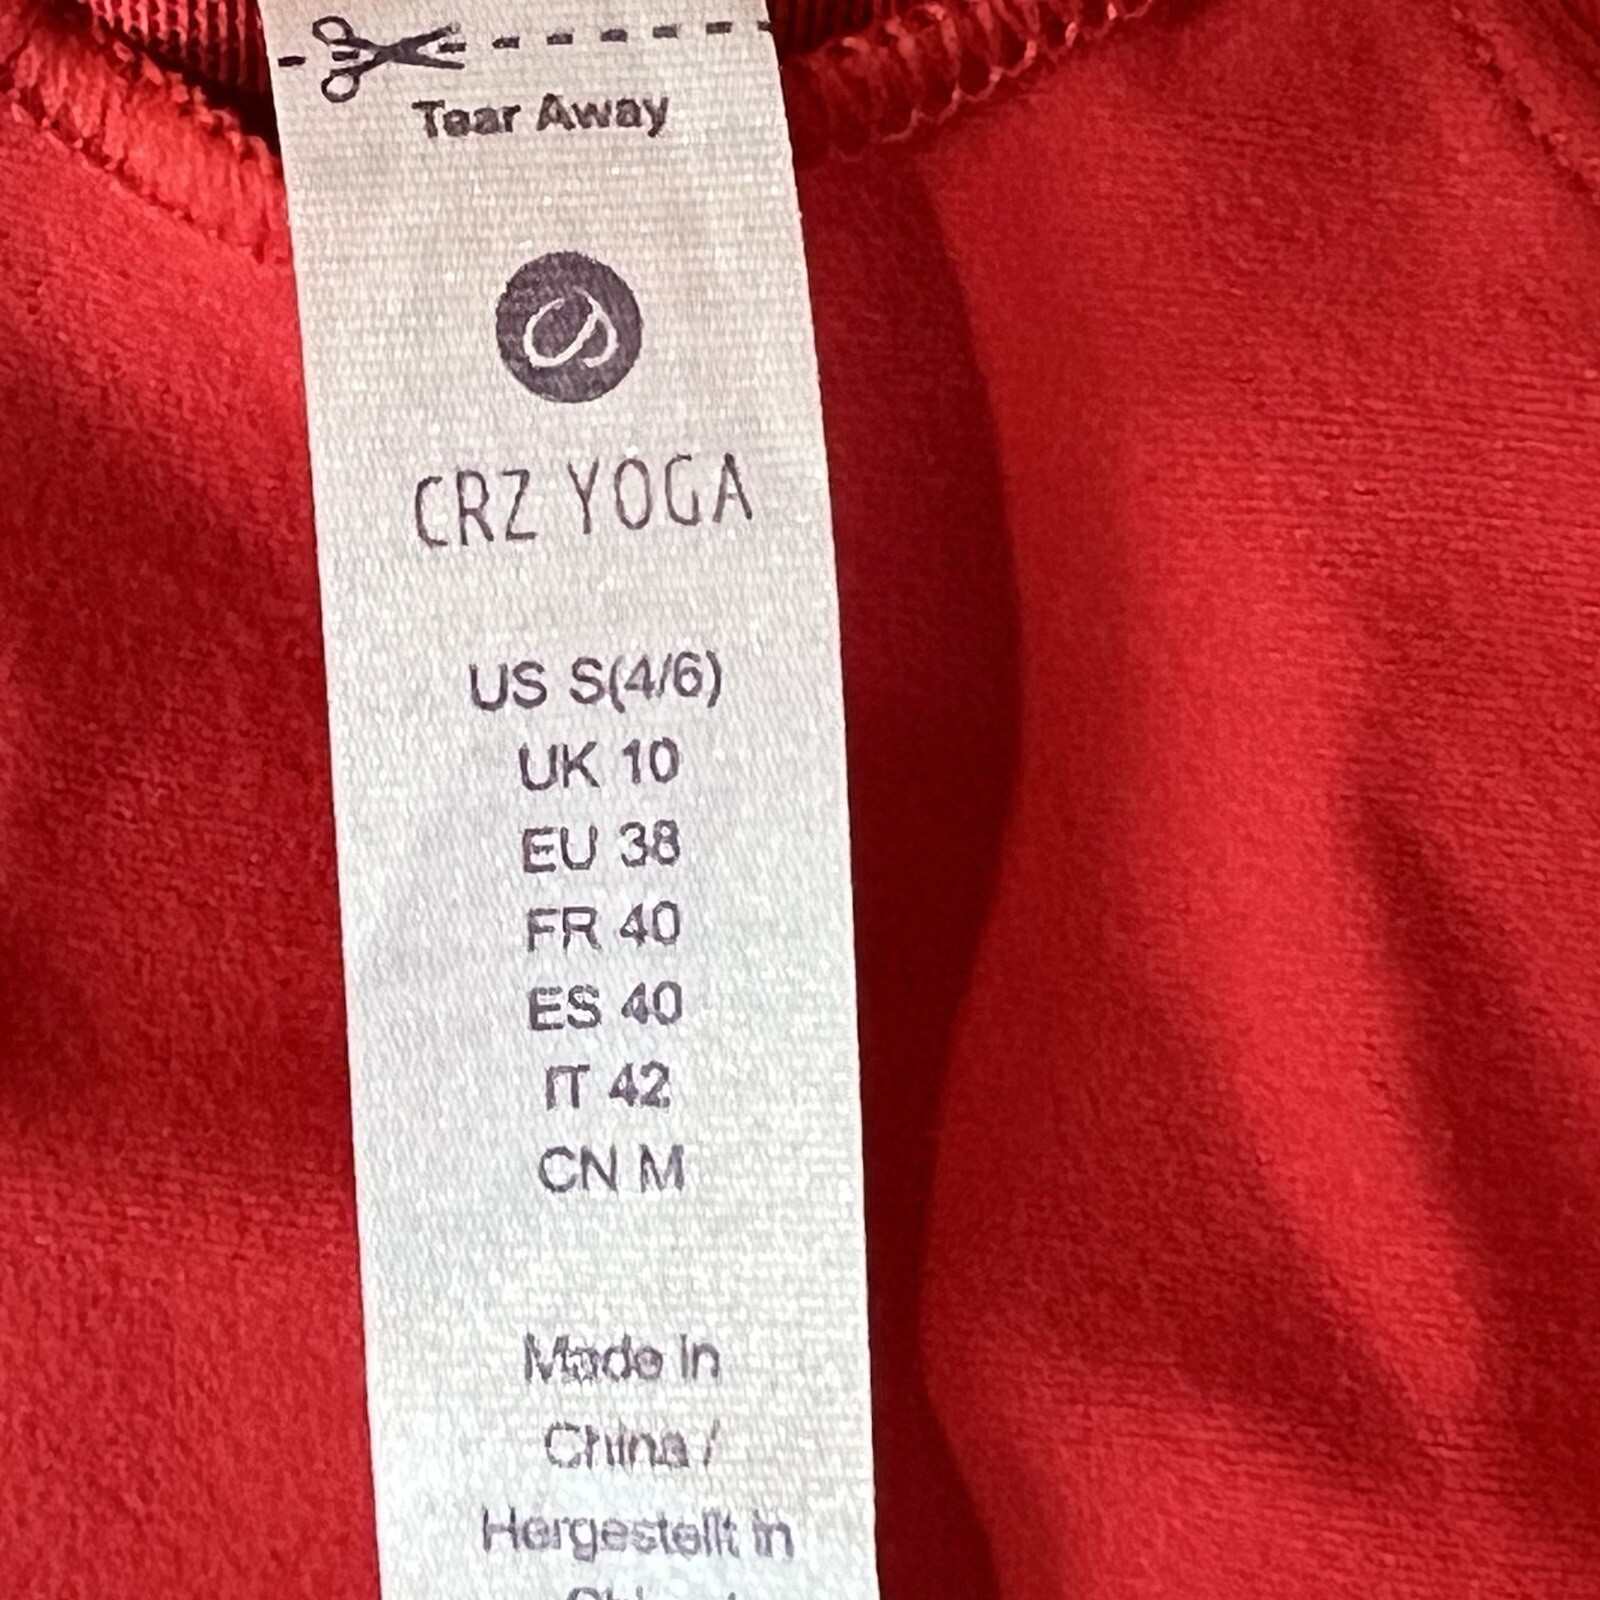 Tear Away
CRZ YOGA
US S(4/6)
UK 10
EU 38
FR 40
ES 40
IT 42
CN M
Made in
China /
Hergestellt in